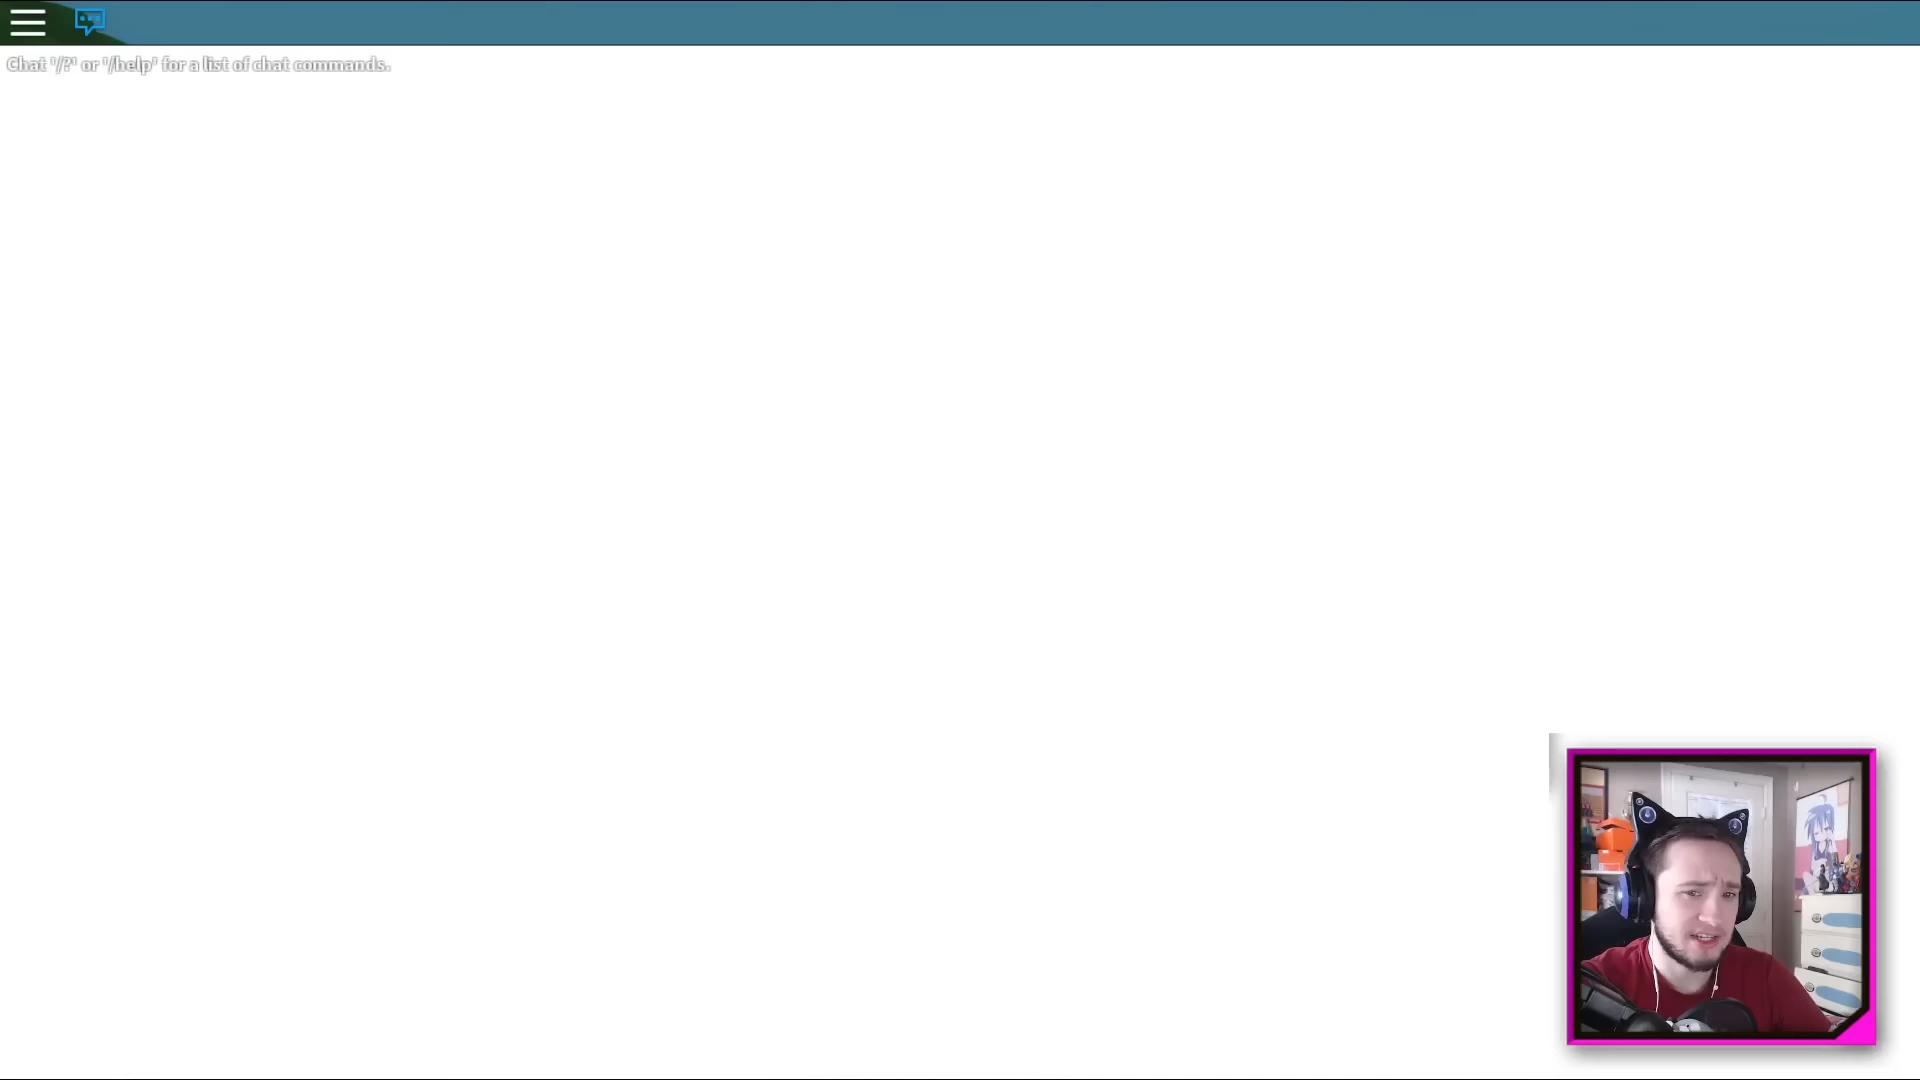 Chat '/?' or '/help' for a list of chat commands.